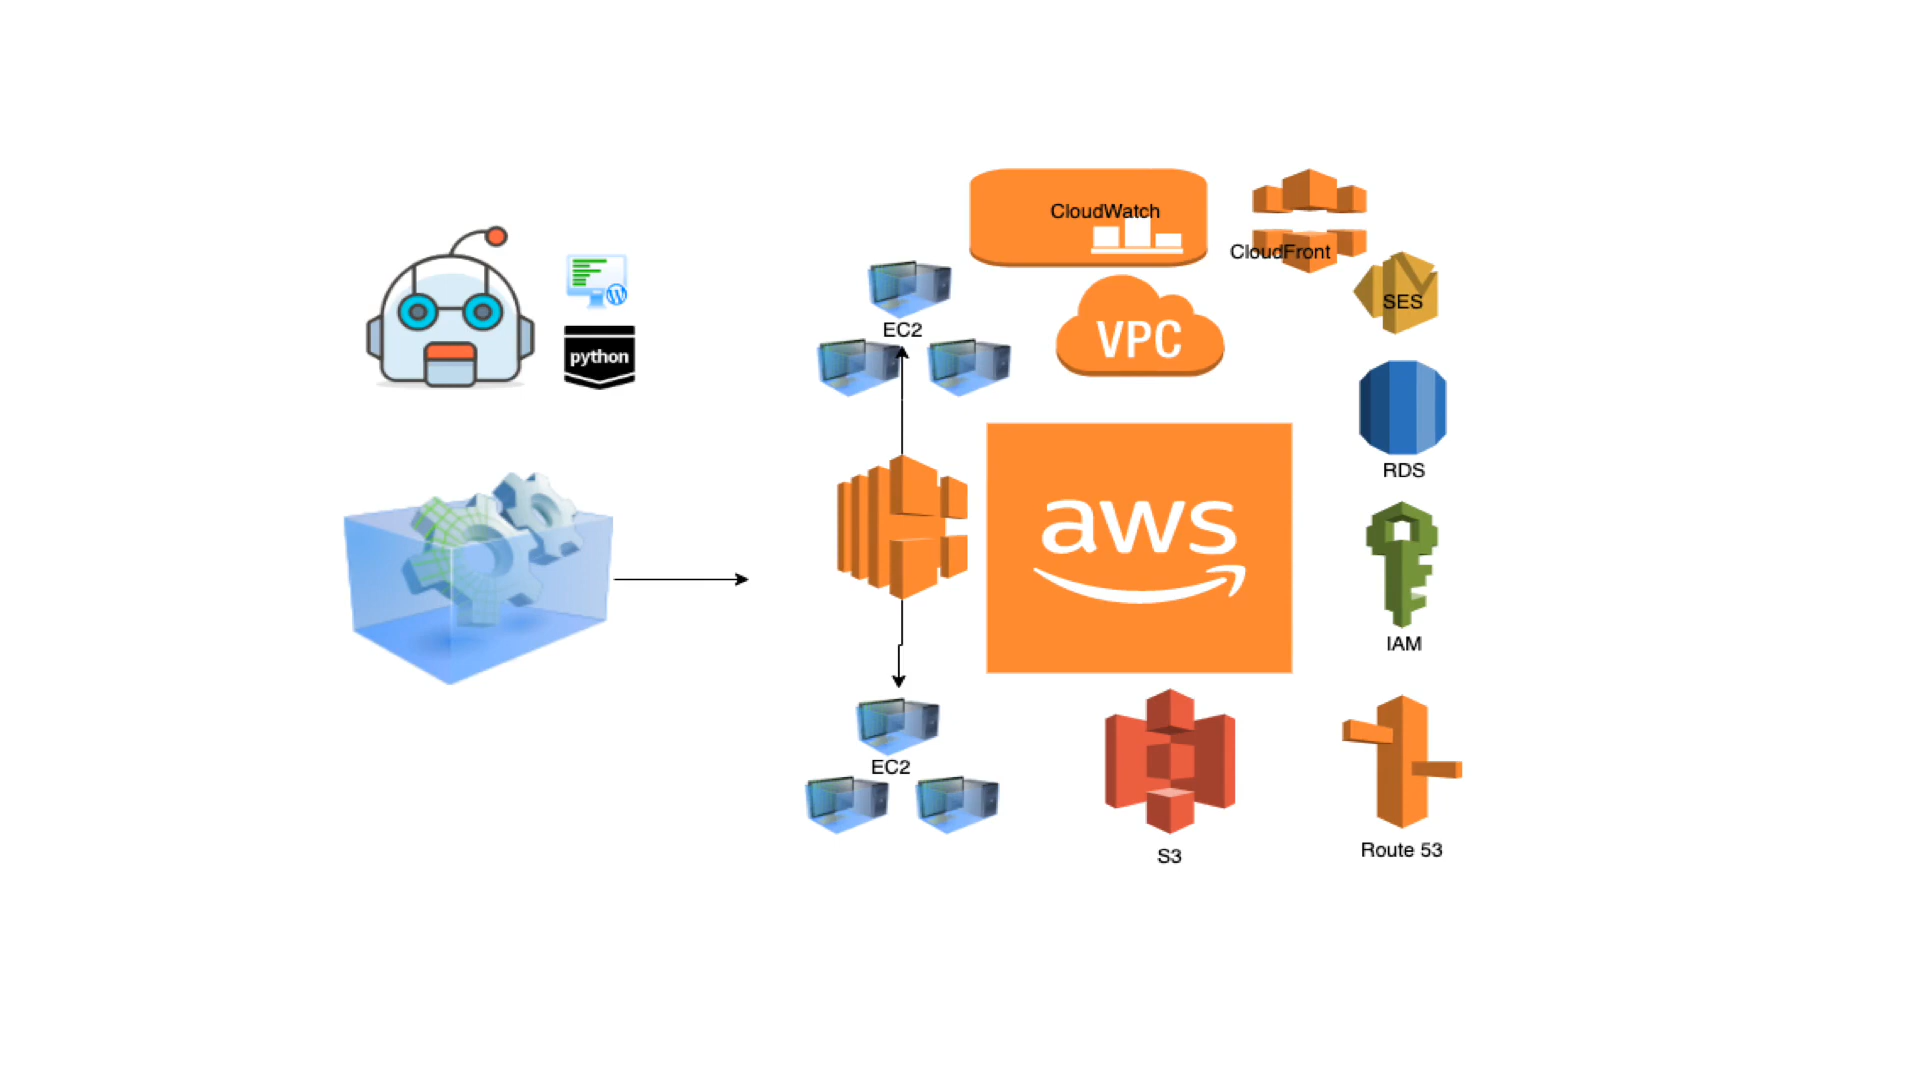 CloudWatch
CloudFront
SES
EC2
VPC
python
W
RDS
aws
IAM
EC2
S3
Route 53